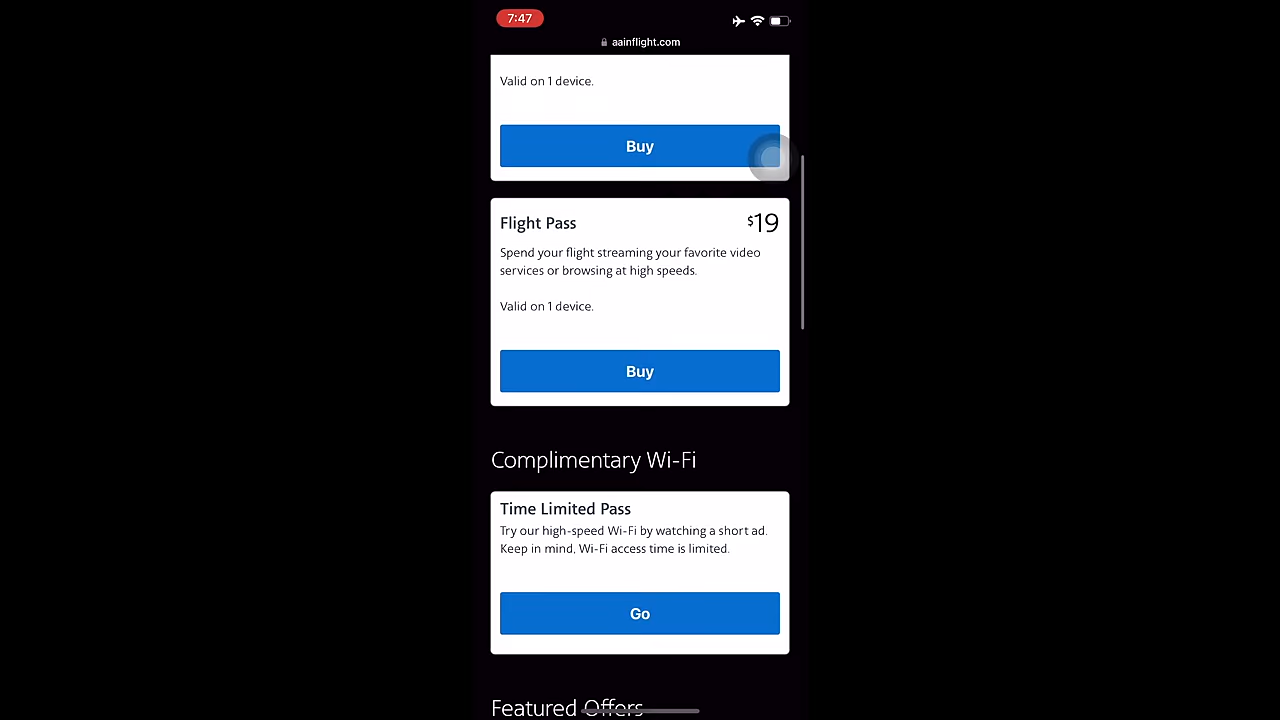 7:47
aainflight.com
Valid on 1 device.
Buy
Flight Pass
$19
Spend your flight streaming your favorite video
services or browsing at high speeds.
Valid on 1 device.
Buy
Complimentary Wi-Fi
Time Limited Pass
Try our high-speed Wi-Fi by watching a short ad.
Keep in mind, Wi-Fi access time is limited.
Go
Featured Offers